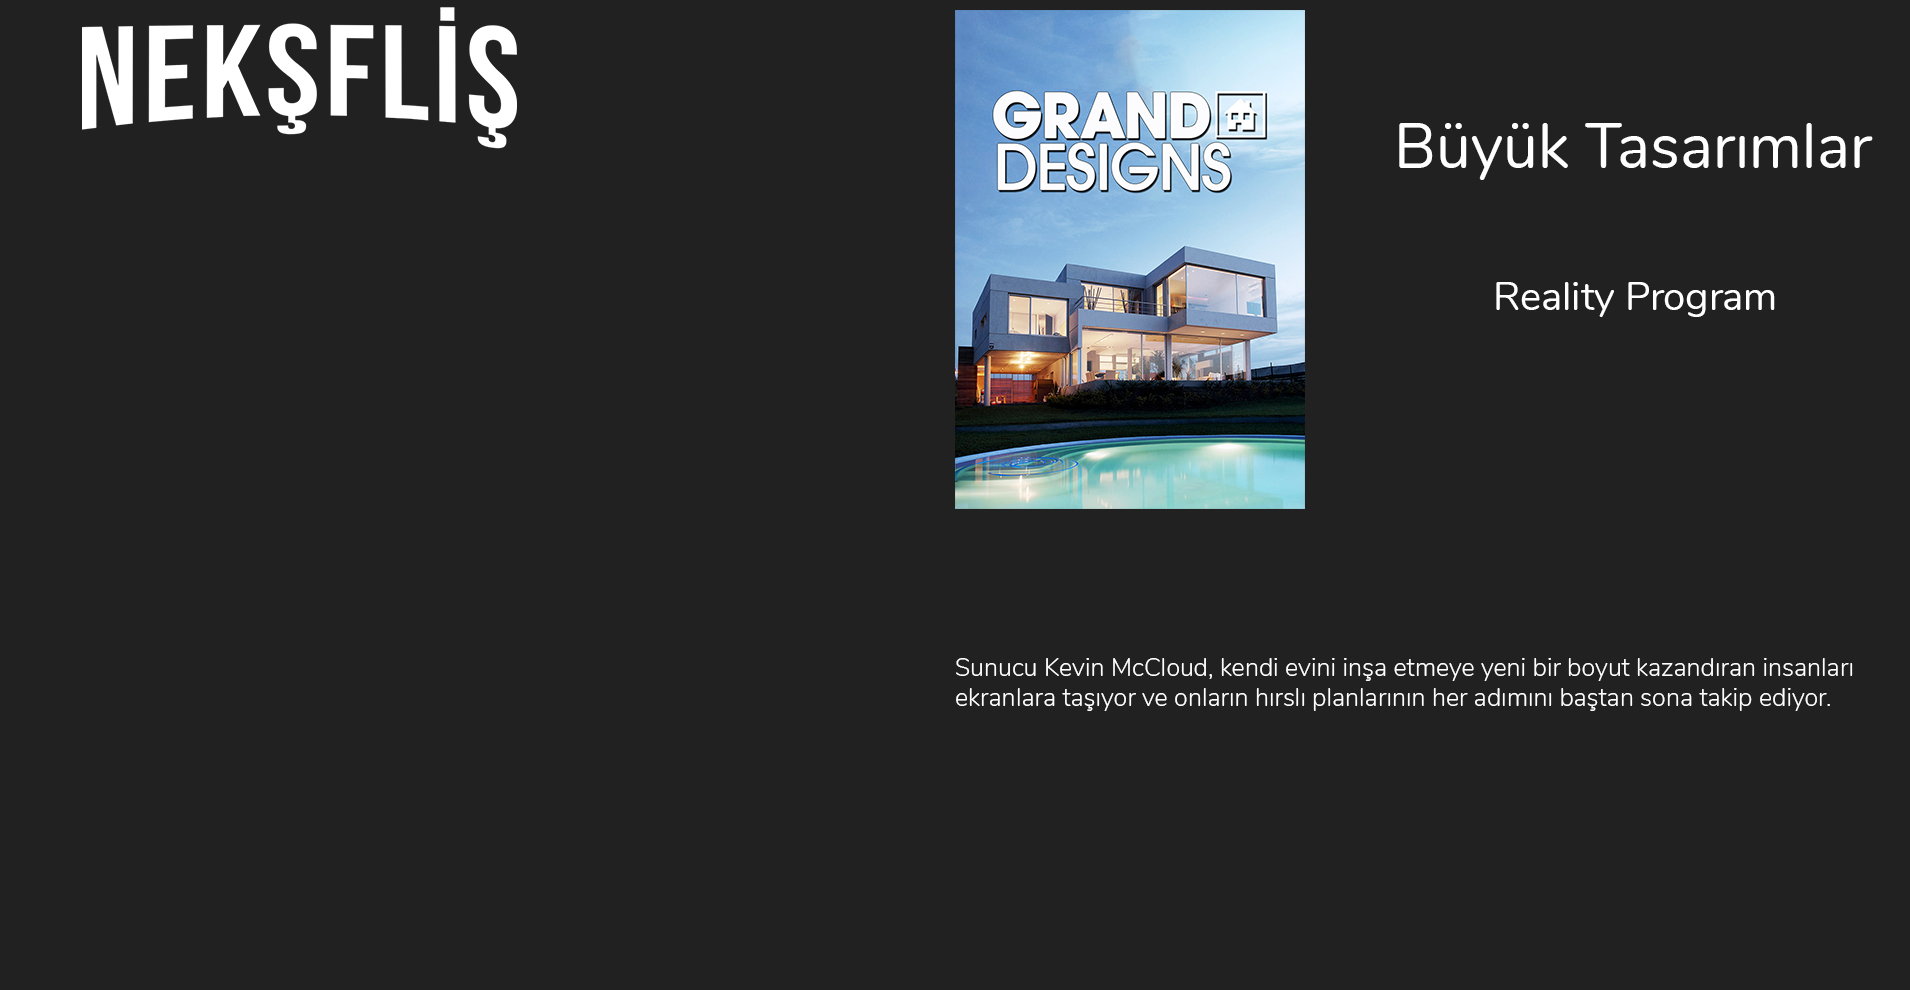 NEKŞFLİŞ
GRAND
DESIGNS
Büyük Tasarımlar
Reality Program
Sunucu Kevin McCloud, kendi evini inşa etmeye yeni bir boyut kazandıran insanları
ekranlara taşıyor ve onların hırslı planlarının her adımını baştan sona takip ediyor.